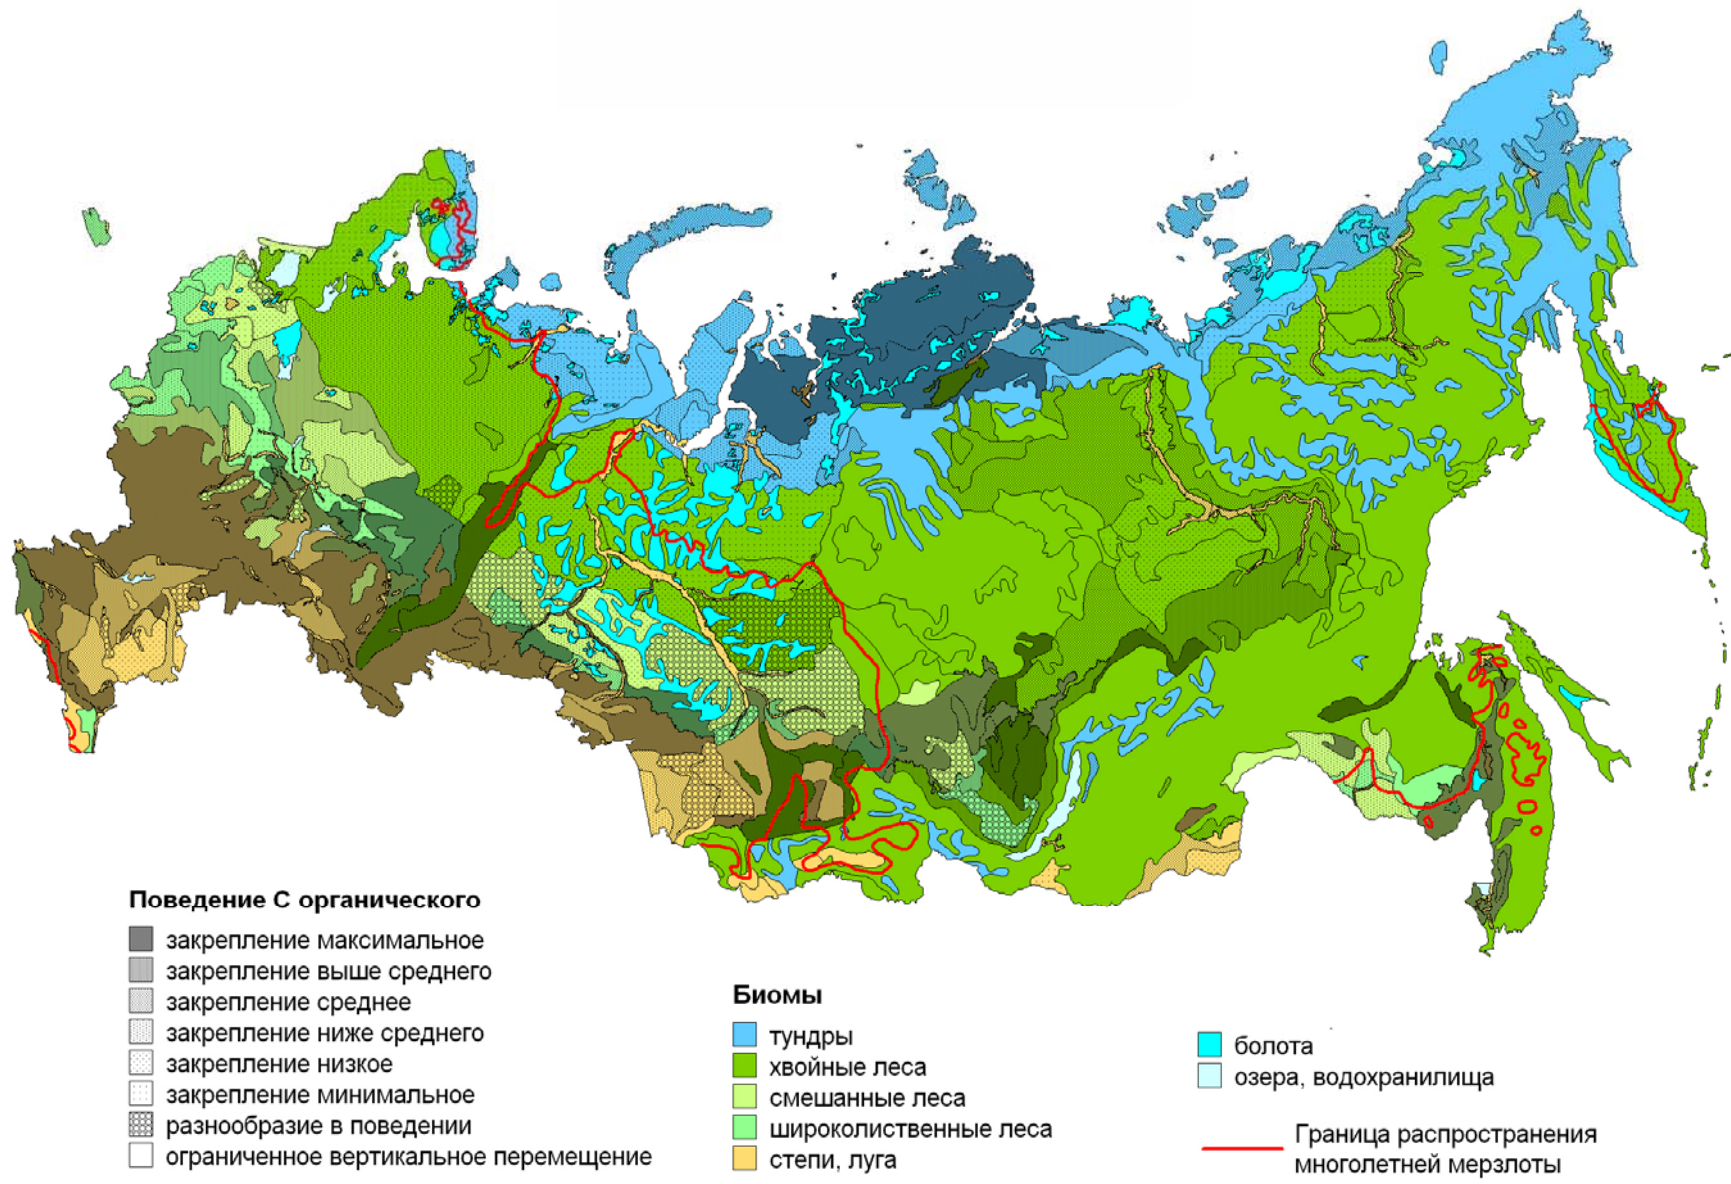 Поведение С органического
закрепление максимальное
закрепление выше среднего
закрепление среднее
закрепление ниже среднего
закрепление низкое
закрепление минимальное
разнообразие в поведении
ограниченное вертикальное перемещение
Биомы
тундры
хвойные леса
смешанные леса
широколиственные леса
степи, луга
болота
озера, водохранилища
Граница распространения
многолетней мерзлоты